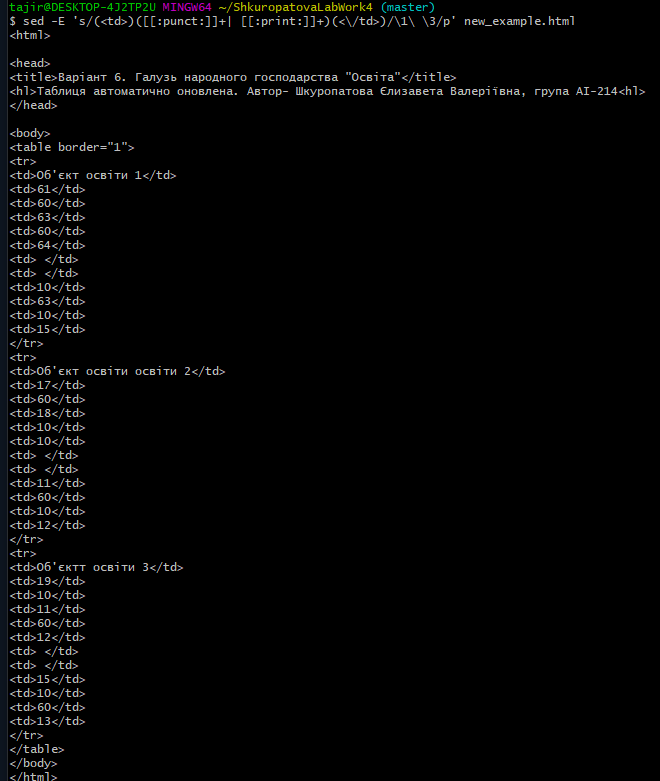 tajir@DESKTOP-4J2TP2U MINGW64 ~/ShkuropatovaLabWork4 (master)
$ sed -E 's/(<td>)([[:punct:]]+| [[:print:]]+)(<\/td>)/\1\ \3/p' new_example.html
<html>
<head>
<title>Варіант 6. Галузь народного господарства "Освіта"</title>
<hl>Таблиця автоматично оновлена. Автор- Шкуропатова Єлизавета Валеріївна, група АІ-214<hl>
</head>
<body>
<table border="1">
<tr>
<td>Об'єкт освіти 1</td>
<td>61</td>
<td>60</td>
<td>63</td>
<td>60</td>
<td>64</td>
<td> </td>
<td> </td>
<td>10</td>
<td>63</td>
<td>10</td>
<td>15</td>
</tr>
<tr>
<td>Об'єкт освіти освіти 2</td>
<td>17</td>
<td>60</td>
<td>18</td>
<td>10</td>
<td>10</td>
<td> </td>
<td> </td>
<td>11</td>
<td>60</td>
<td>10</td>
<td>12</td>
</tr>
<tr>
<td>Об'єктт освіти 3</td>
<td>19</td>
<td>10</td>
<td>11</td>
<td>60</td>
<td>12</td>
<td> </td>
<td> </td>
<td>15</td>
<td>10</td>
<td>60</td>
<td>13</td>
</tr>
</table>
</body>
</html>